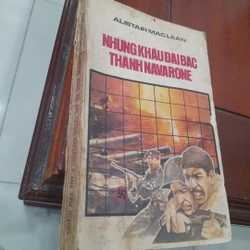 ALISTAIR MACLEAN
NHỮNG KHẨU ĐẠI BÁC
THÀNH NAVARONE